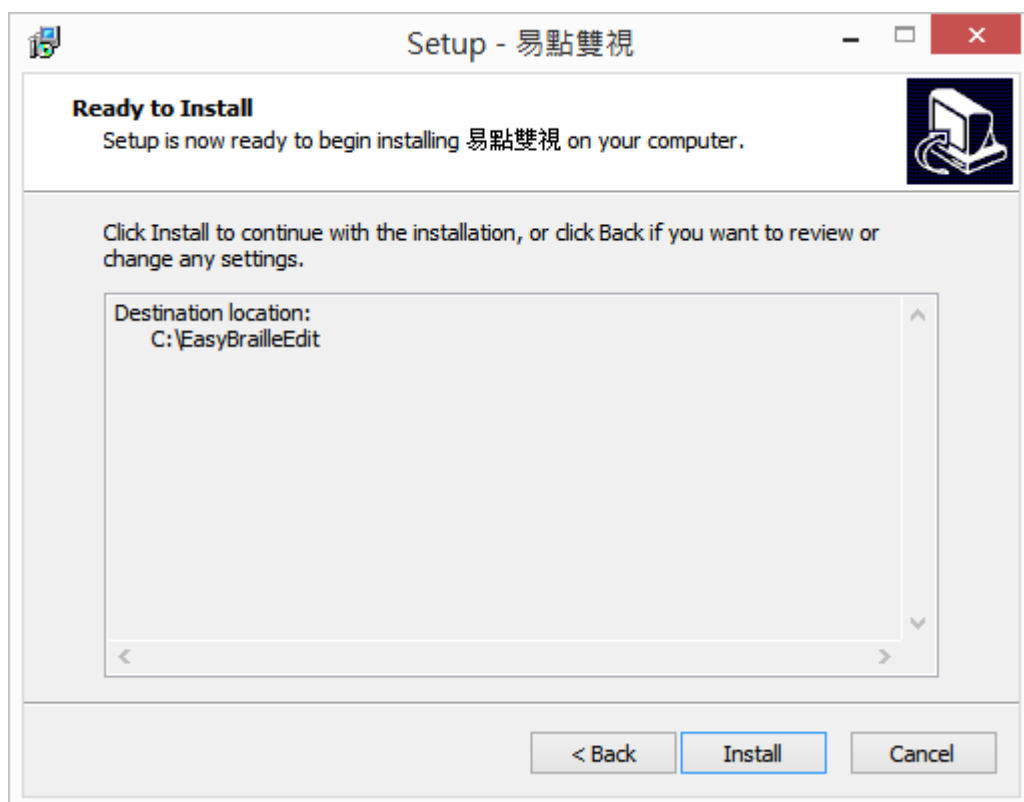 Setup - 易點雙視
Ready to Install
Setup is now ready to begin installing 易點雙視 on your computer.
Click Install to continue with the installation, or click Back if you want to review or
change any settings.
Destination location:
C:\EasyBrailleEdit
< Back
Install
Cancel